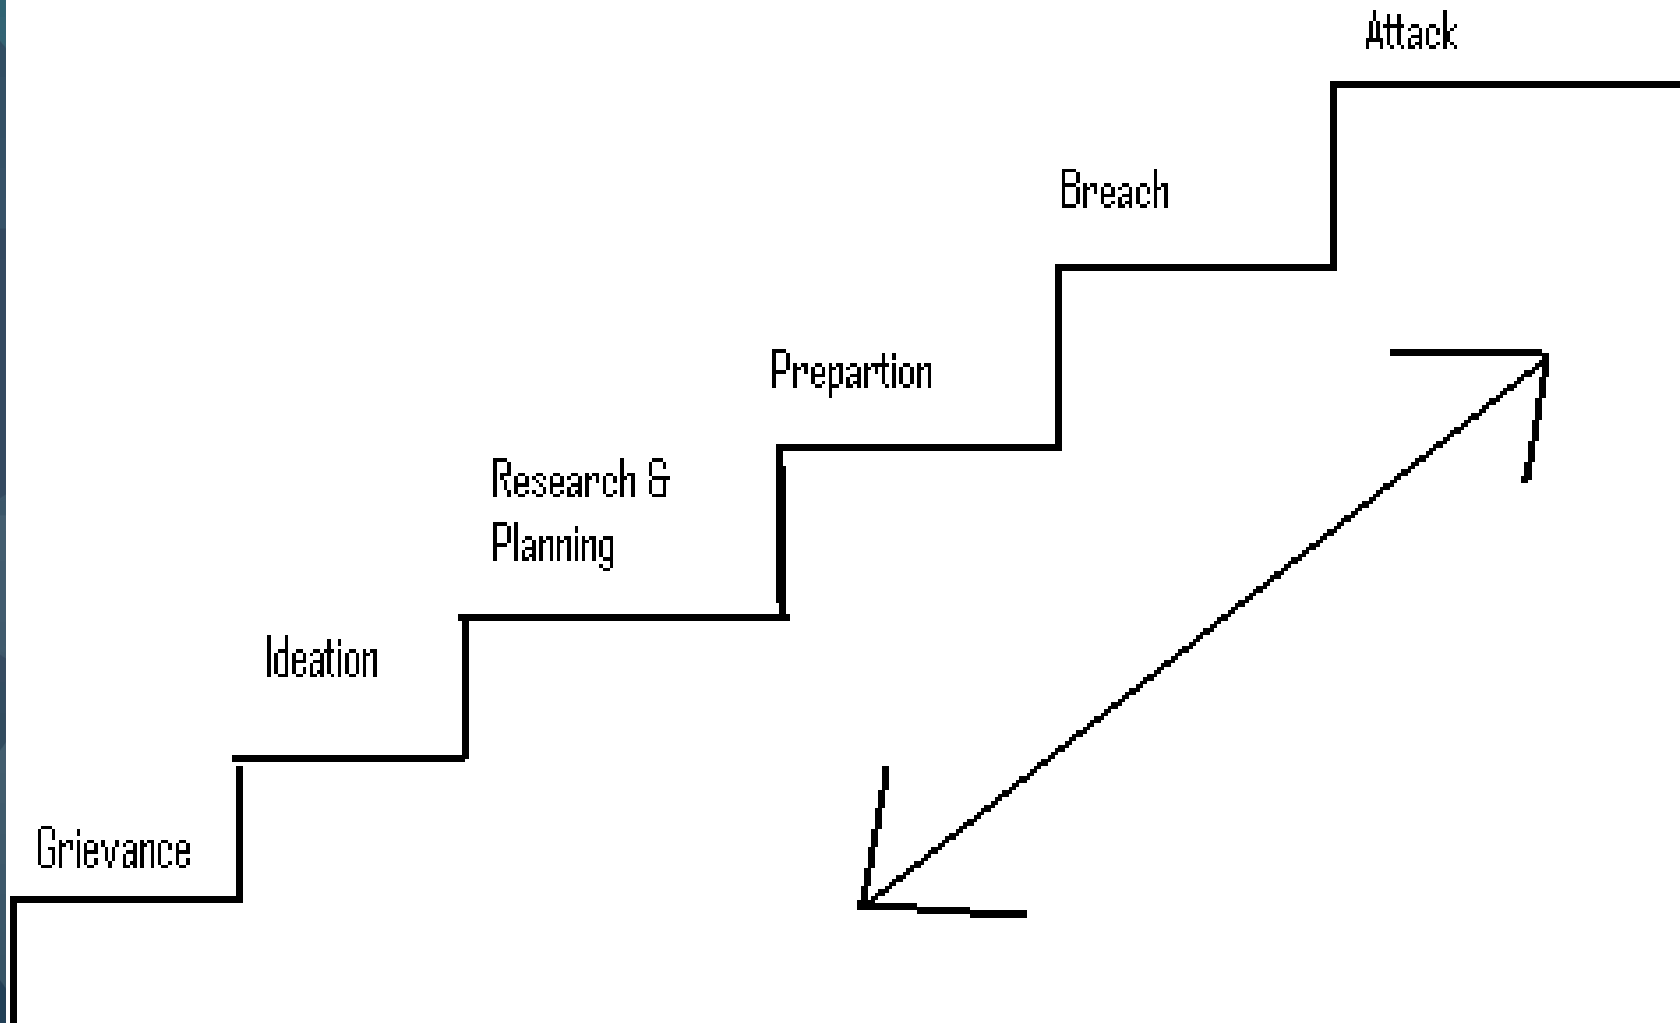 Attack
Breach
Prepartion
Research &
Planning
Ideation
Grievance